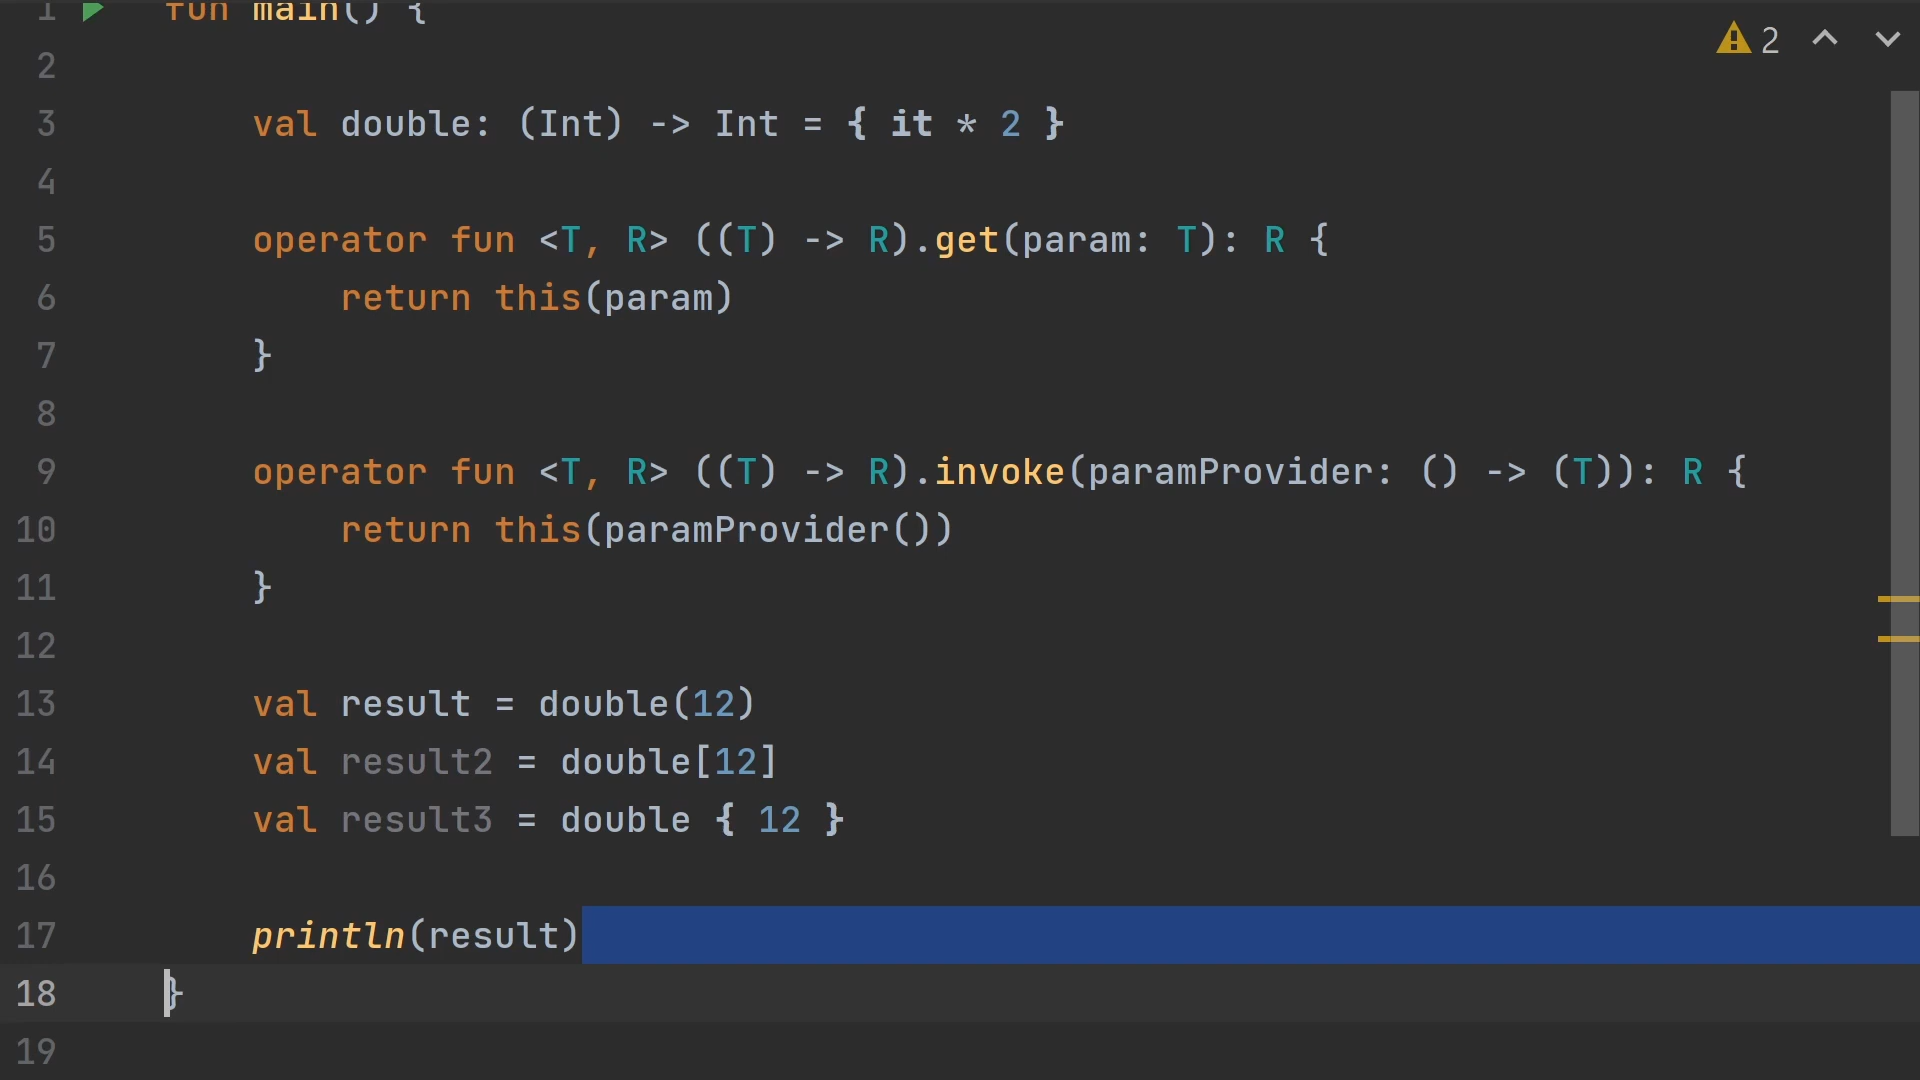 1 fun main() {
2
3 val double: (Int) -> Int = { it * 2 }
4
5 operator fun <T, R> ((T) -> R).get(param: T): R {
6 return this(param)
7 }
8
9 operator fun <T, R> ((T) -> R).invoke(paramProvider: () -> (T)): R {
10 return this(paramProvider())
11 }
12
13 val result = double(12)
14 val result2 = double[12]
15 val result3 = double { 12 }
16
17 println(result)
18 }
19
2